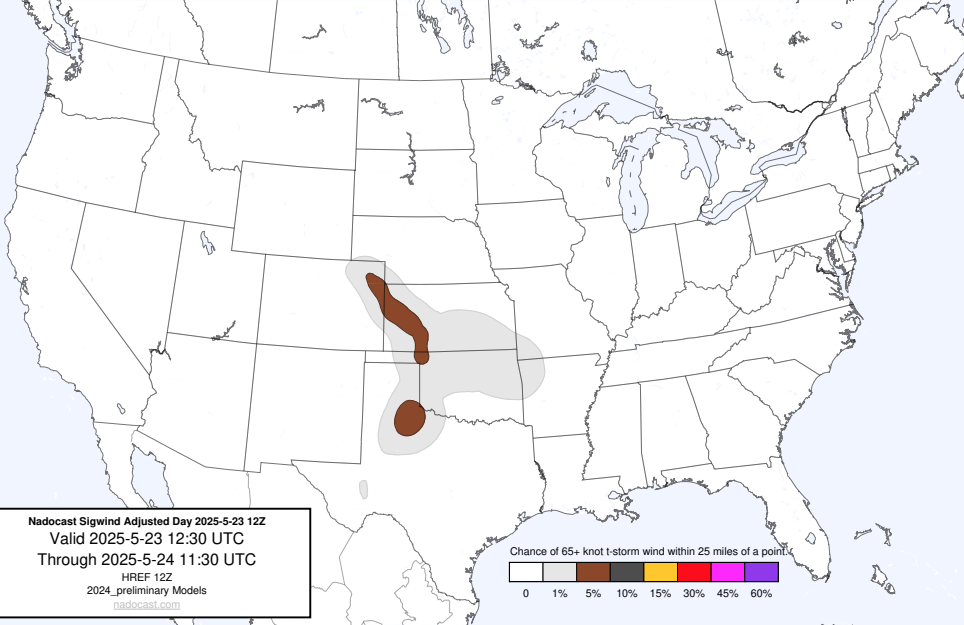 Nadocast Sigwind Adjusted Day 2025-5-23 12Z
Valid 2025-5-23 12:30 UTC
Through 2025-5-24 11:30 UTC
HREF 12Z
2024_preliminary Models
nadocast.com
Chance of 65+ knot t-storm wind within 25 miles of a point.
0 1% 5% 10% 15% 30% 45% 60%